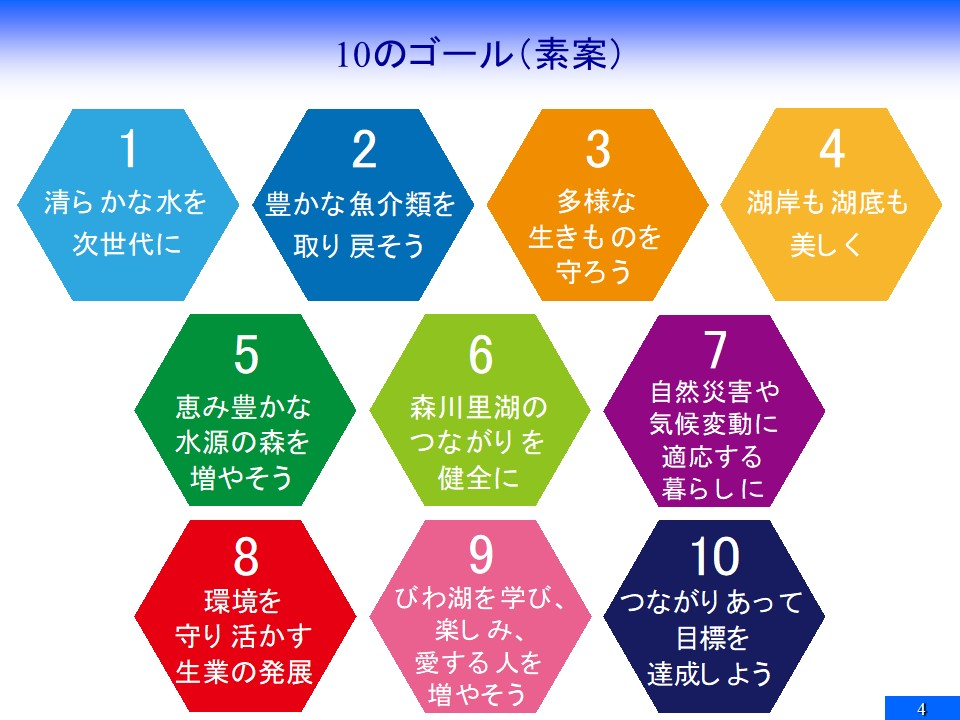 10のゴール（素案）
1
清らかな水を
次世代に
2
豊かな魚介類を
取り戻そう
3
多様な
生きものを
守ろう
4
湖岸も湖底も
美しく
5
恵み豊かな
水源の森を
増やそう
6
森川里湖の
つながりを
健全に
7
自然災害や
気候変動に
適応する
暮らしに
8
環境を
守り活かす
生業の発展
9
びわ湖を学び、
楽しみ、
愛する人を
増やそう
10
つながりあって
目標を
達成しよう
4